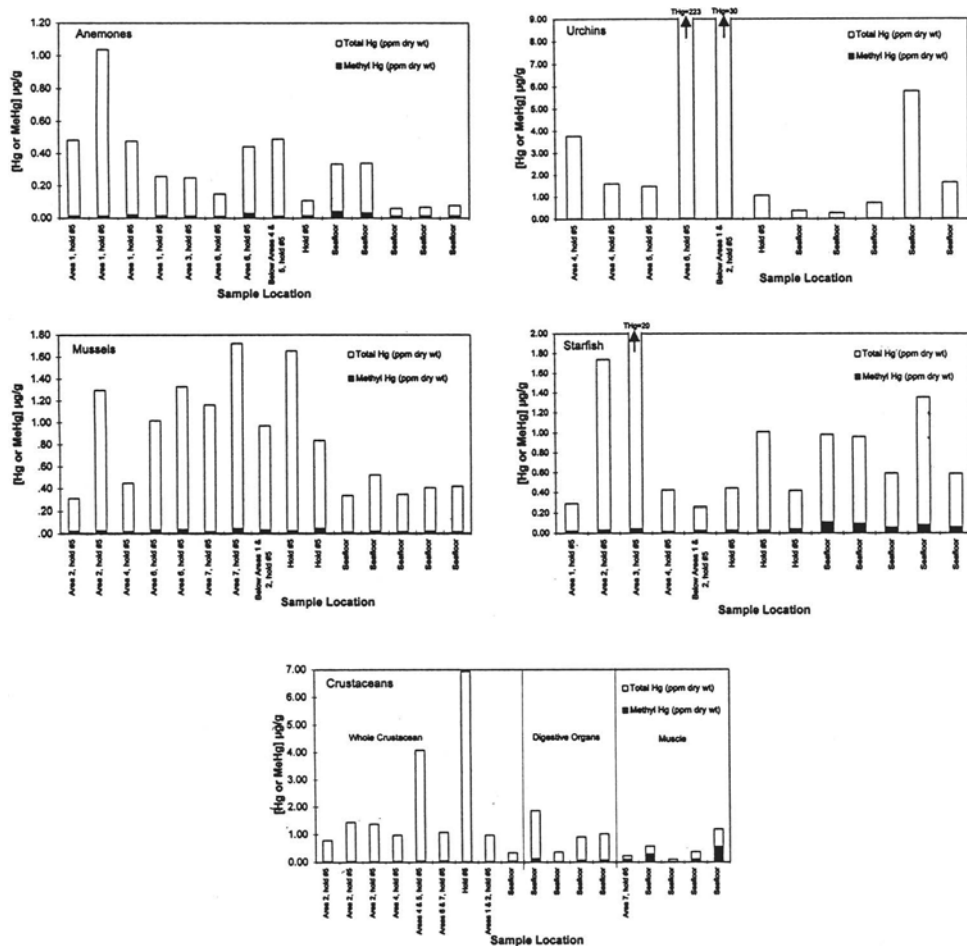 Anemones
Total Hg (ppm dry wt)
Methyl Hg (ppm dry wt)
[Hg or MeHg] µg/g
1.20
1.00
0.80
0.60
0.40
0.20
0.00
Area 1, hold #5
Area 1, hold #5
Area 1, hold #5
Area 1, hold #5
Area 3, hold #5
Area 6, hold #5
Area 6, hold #5
Below Areas 4 &
5, hold #5
Hold #5
Seafloor
Seafloor
Seafloor
Seafloor
Seafloor
Sample Location
THg=223
THg=30
Urchins
Total Hg (ppm dry wt)
Methyl Hg (ppm dry wt)
[Hg or MeHg] µg/g
9.00
8.00
7.00
6.00
5.00
4.00
3.00
2.00
1.00
0.00
Area 4, hold #5
Area 4, hold #5
Area 5, hold #5
Area 6, hold #5
Below Areas 1 &
2, hold #5
Hold #5
Seafloor
Seafloor
Seafloor
Seafloor
Seafloor
Sample Location
Mussels
Total Hg (ppm dry wt)
Methyl Hg (ppm dry wt)
[Hg or MeHg] µg/g
1.80
1.60
1.40
1.20
1.00
.80
.60
.40
.20
.00
Area 2, hold #5
Area 2, hold #5
Area 4, hold #5
Area 6, hold #5
Area 6, hold #5
Area 7, hold #5
Area 7, hold #5
Below Areas 1 &
2, hold #5
Hold #5
Hold #5
Seafloor
Seafloor
Seafloor
Seafloor
Seafloor
Sample Location
THg=20
Starfish
Total Hg (ppm dry wt)
Methyl Hg (ppm dry wt)
[Hg or MeHg] µg/g
2.00
1.80
1.60
1.40
1.20
1.00
0.80
0.60
0.40
0.20
0.00
Area 1, hold #5
Area 2, hold #5
Area 3, hold #5
Area 4, hold #5
Below Areas 1 &
2, hold #5
Hold #5
Hold #5
Hold #5
Seafloor
Seafloor
Seafloor
Seafloor
Seafloor
Sample Location
Crustaceans
Total Hg (ppm dry wt)
Methyl Hg (ppm dry wt)
Whole Crustacean
Digestive Organs
Muscle
[Hg or MeHg] µg/g
7.00
6.00
5.00
4.00
3.00
2.00
1.00
0.00
Area 2, hold #5
Area 2, hold #5
Area 2, hold #5
Area 4, hold #5
Areas 4 & 5, hold #5
Areas 6 & 7, hold #5
Hold #5
Areas 1 & 2, hold #5
Seafloor
Seafloor
Seafloor
Seafloor
Seafloor
Area 7, hold #5
Seafloor
Seafloor
Seafloor
Seafloor
Sample Location